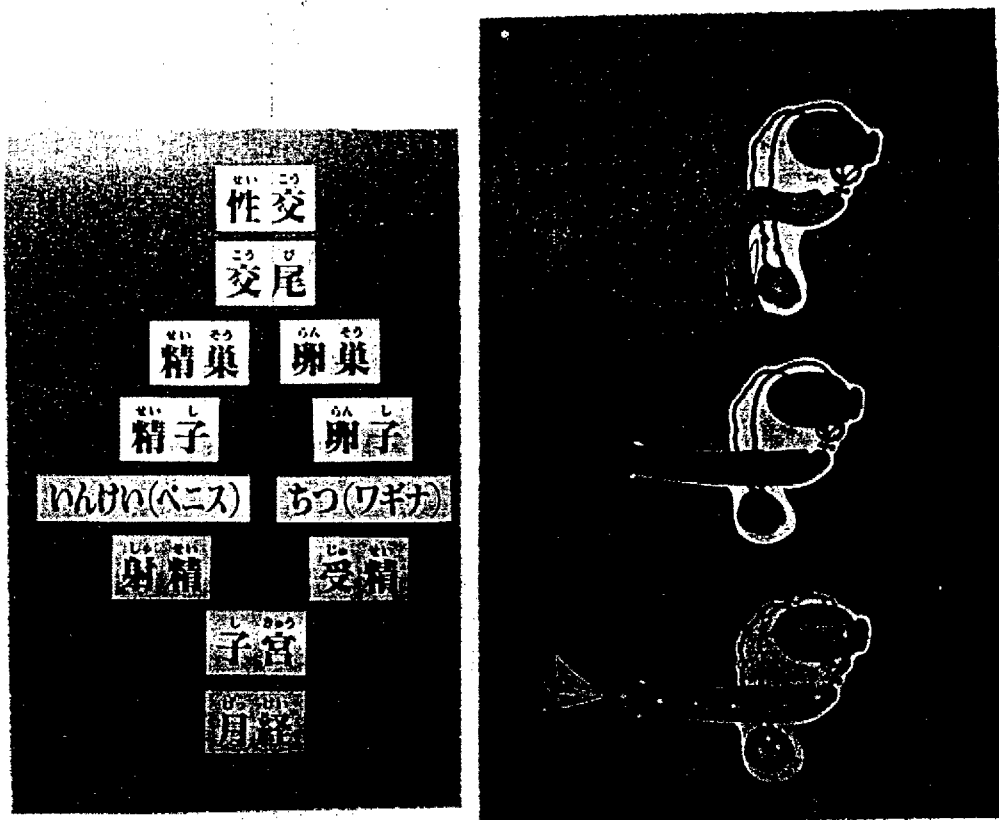 性交
交尾
精巣 卵巣
精子 卵子
いんけい(ペニス) ちつ(ワギナ)
射精 受精
子宮
月経